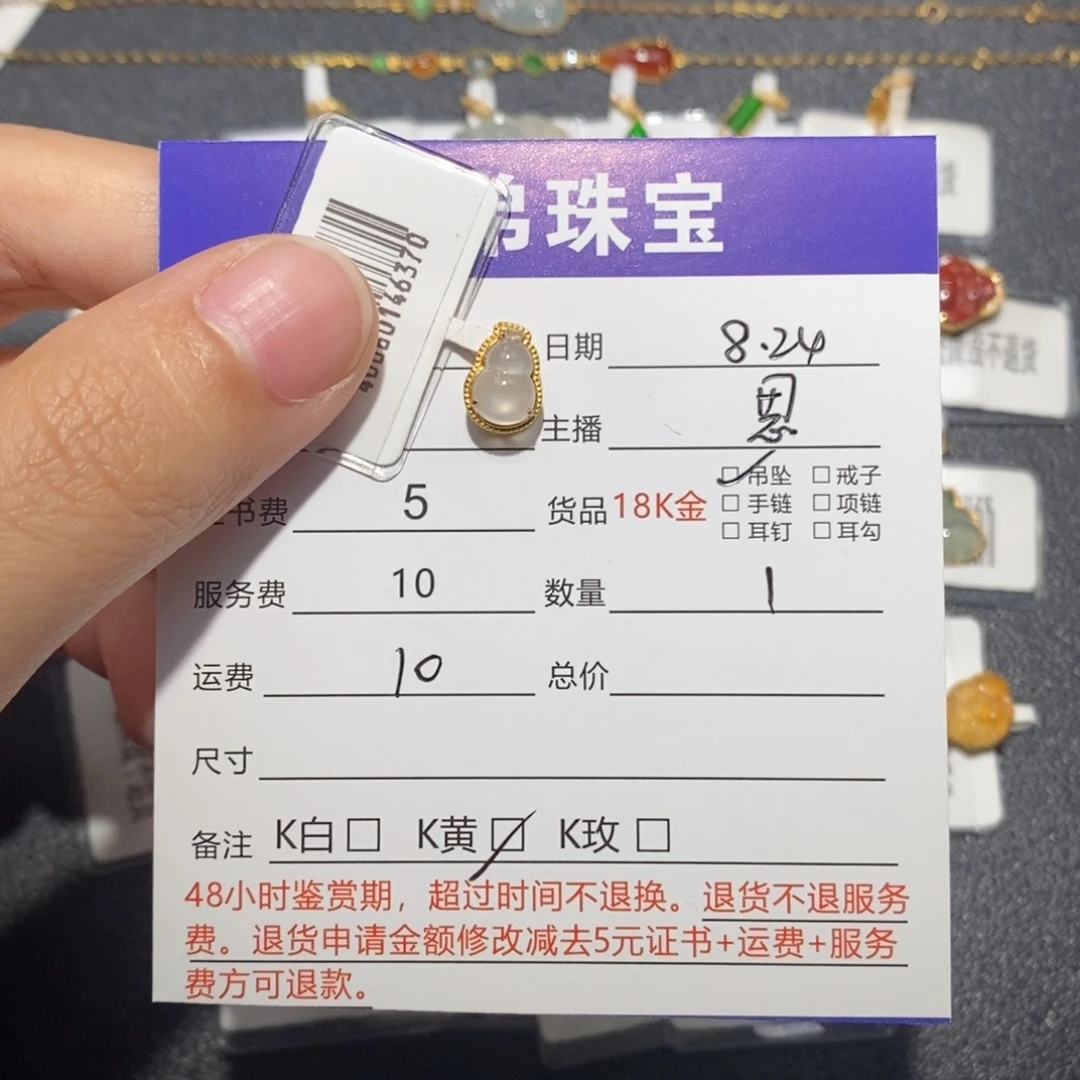 珠宝
40060146370
日期 8.24
主播 恩
书费 5 货品 18K金 ☑吊坠 □戒子
□手链 □项链
□耳钉 □耳勾
服务费 10 数量 1
运费 10 总价
尺寸
备注 K白□ K黄☑ K玫□
48小时鉴赏期，超过时间不退换。退货不退服务
费。退货申请金额修改减去5元证书+运费+服务
费方可退款。
不退货